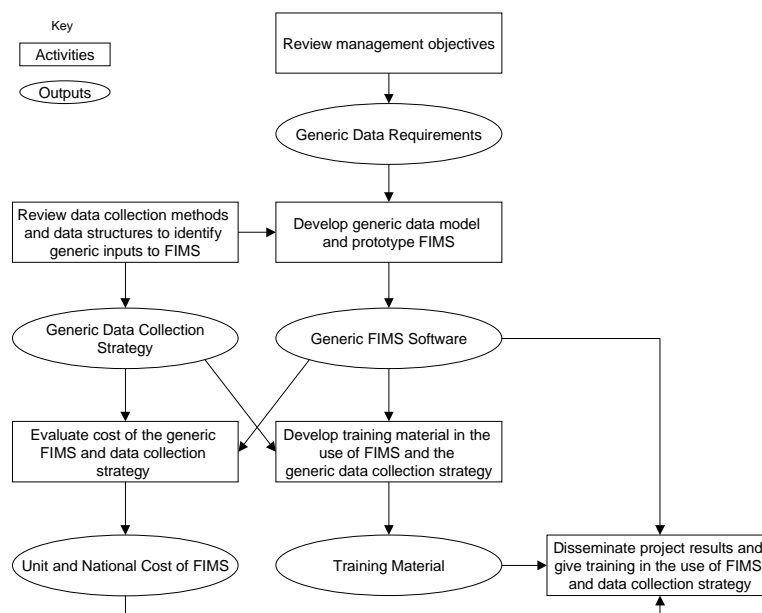 Key
Activities
Outputs
Review management objectives
Generic Data Requirements
Review data collection methods
and data structures to identify
generic inputs to FIMS
Develop generic data model
and prototype FIMS
Generic Data Collection
Strategy
Generic FIMS Software
Evaluate cost of the generic
FIMS and data collection
strategy
Develop training material in the
use of FIMS and the
generic data collection strategy
Unit and National Cost of FIMS
Training Material
Disseminate project results and
give training in the use of FIMS
and data collection strategy